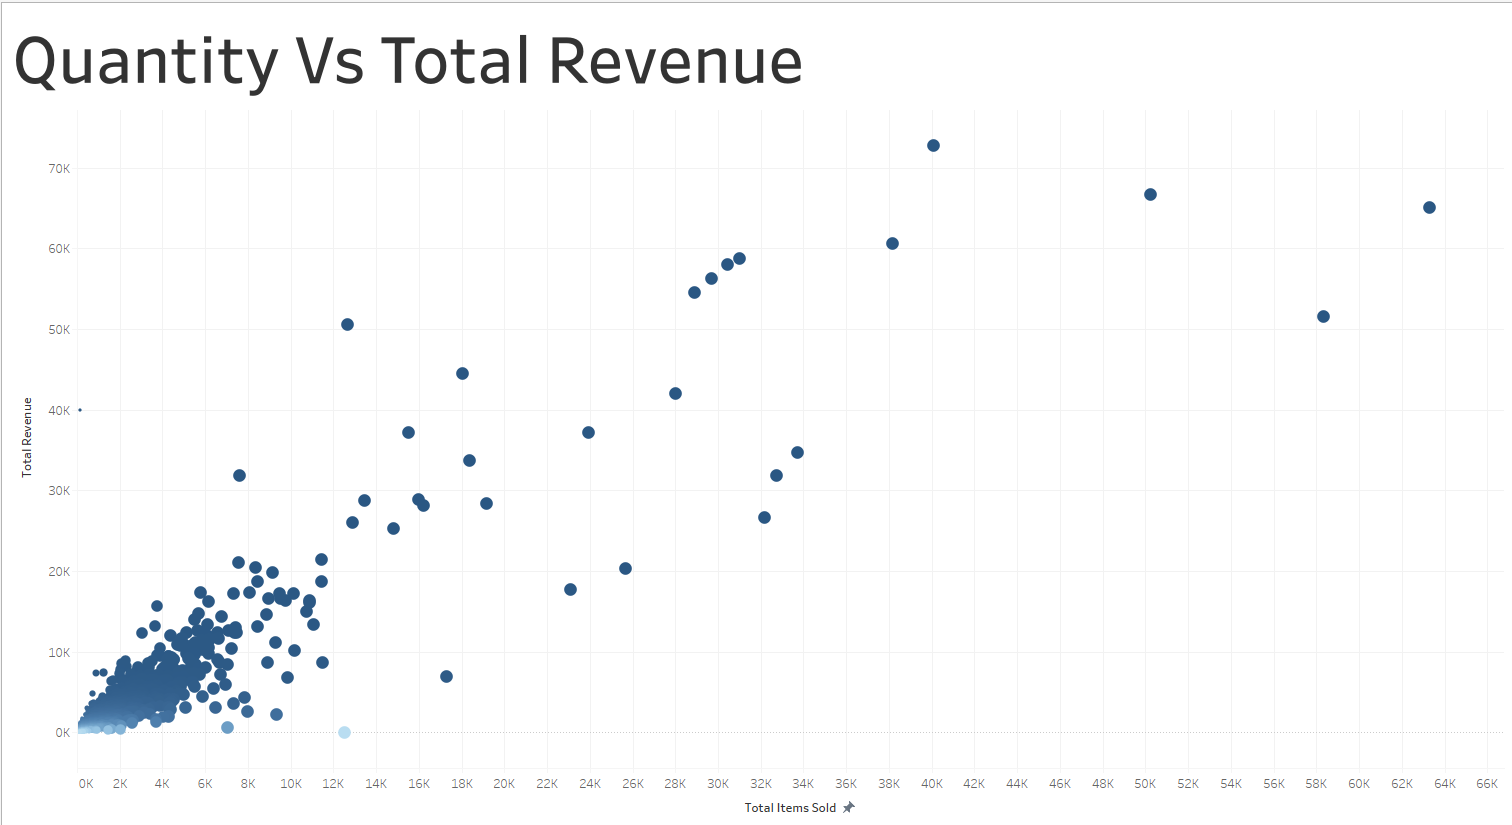 Quantity Vs Total Revenue
70K
60K
50K
40K
30K
20K
10K
0K
Total Revenue
0K 2K 4K 6K 8K 10K 12K 14K 16K 18K 20K 22K 24K 26K 28K 30K 32K 34K 36K 38K 40K 42K 44K 46K 48K 50K 52K 54K 56K 58K 60K 62K 64K 66K
Total Items Sold